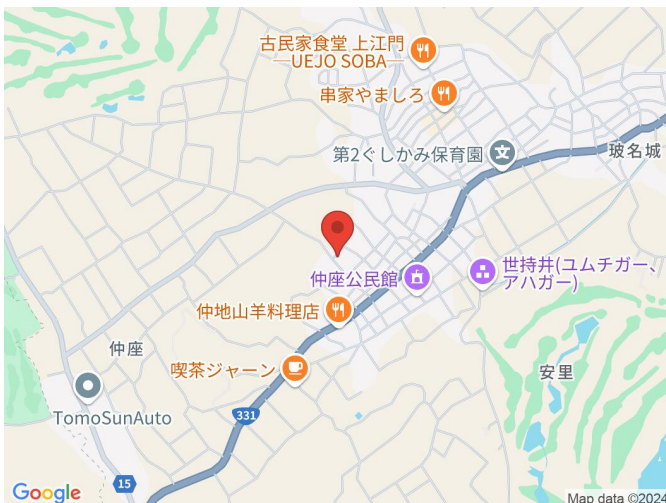 古民家食堂 上江門
—UEJO SOBA—
串家やましろ
第2ぐしかみ保育園
玻名城
仲座公民館
世持井(ユムチガー、
アハガー)
仲地山羊料理店
仲座
喫茶ジャーン
安里
TomoSunAuto
331
15
Google
Map data ©2024